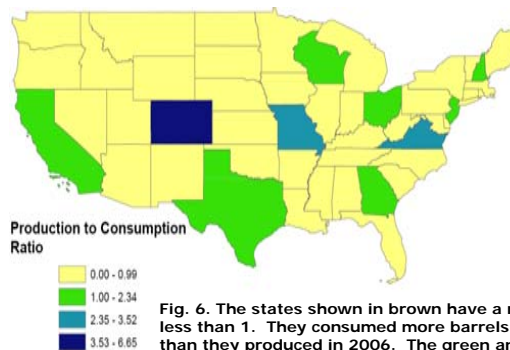 Production to Consumption
Ratio
0.00 - 0.99
1.00 - 2.34
2.35 - 3.52
3.53 - 6.65
Fig. 6. The states shown in brown have a
less than 1. They consumed more barrels
than they produced in 2006. The green